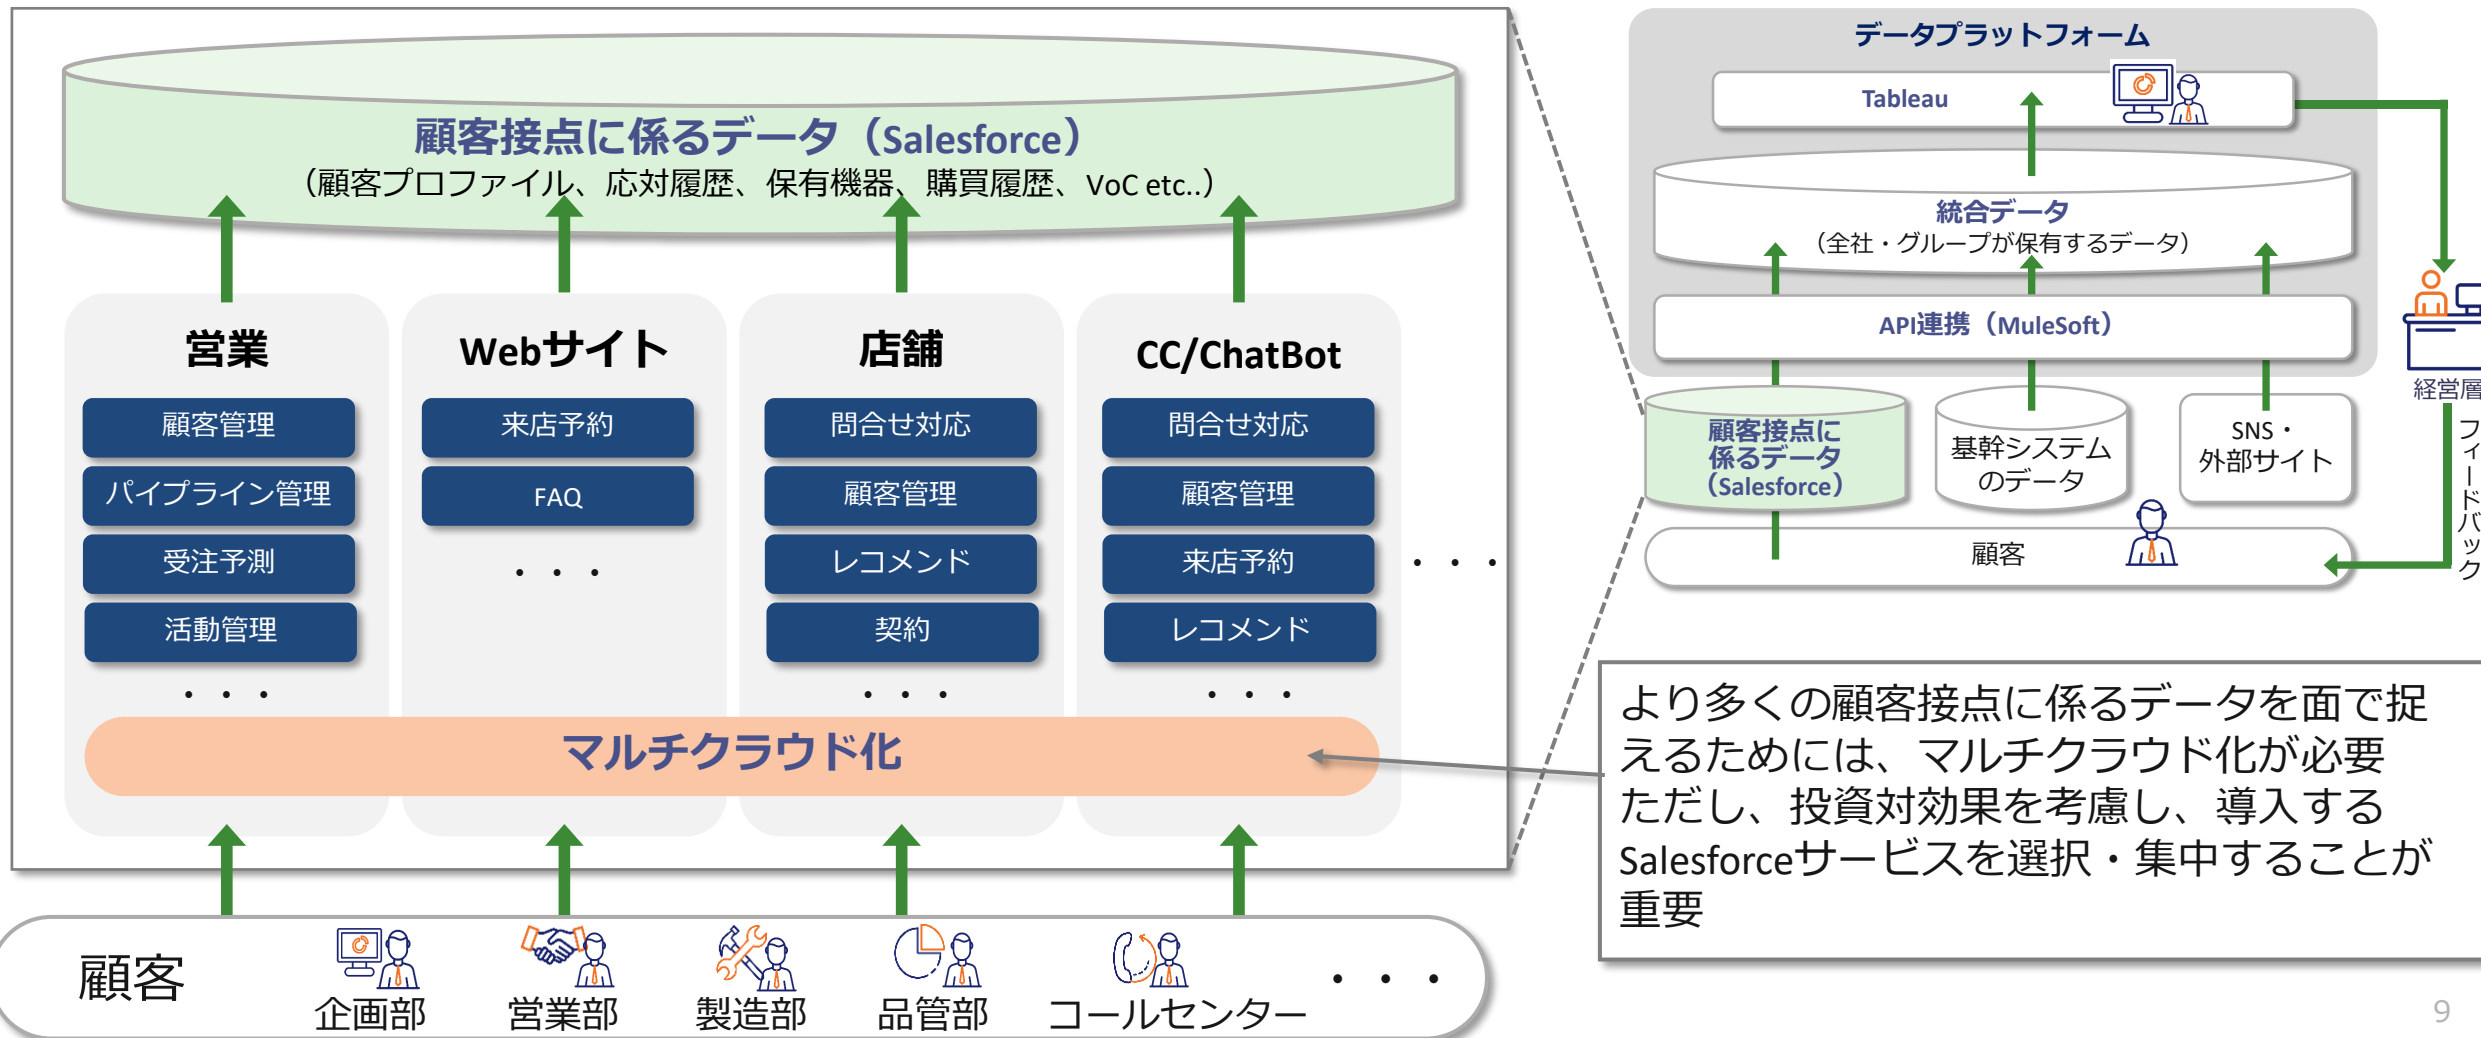 顧客接点に係るデータ（Salesforce）
（顧客プロファイル、応対履歴、保有機器、購買履歴、VoC etc..）
営業
顧客管理
パイプライン管理
受注予測
活動管理
・・・
Webサイト
来店予約
FAQ
・・・
店舗
問合せ対応
顧客管理
レコメンド
契約
・・・
CC/ChatBot
問合せ対応
顧客管理
来店予約
レコメンド
・・・
・・・
マルチクラウド化
顧客
企画部
営業部
製造部
品管部
コールセンター
・・・
データプラットフォーム
Tableau
統合データ
（全社・グループが保有するデータ）
API連携（MuleSoft）
顧客接点に
係るデータ
（Salesforce）
基幹システム
のデータ
SNS・
外部サイト
顧客
経営層
フィードバック
より多くの顧客接点に係るデータを面で捉
えるためには、マルチクラウド化が必要
ただし、投資対効果を考慮し、導入する
Salesforceサービスを選択・集中することが
重要
9